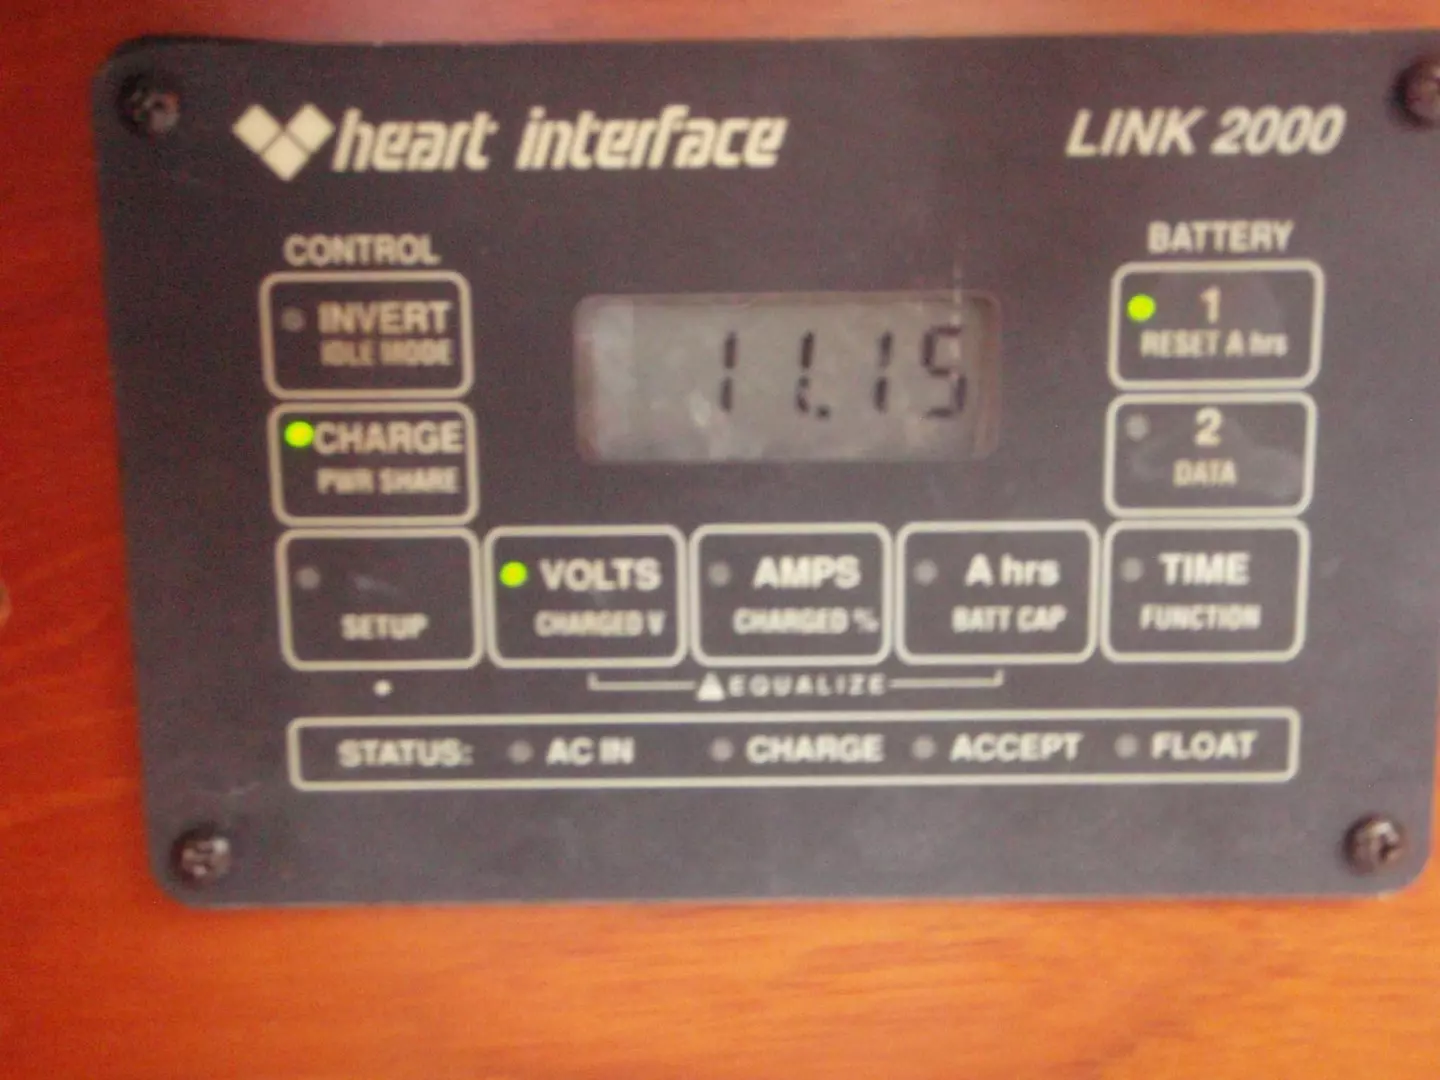 heart interface LINK 2000
CONTROL
BATTERY
INVERT
IDLE MODE
11.15
1
RESET A hrs
CHARGE
PWR SHARE
2
DATA
SETUP
VOLTS
CHARGED V
AMPS
CHARGED %
A hrs
BATT CAP
TIME
FUNCTION
EQUALIZE
STATUS: AC IN CHARGE ACCEPT FLOAT